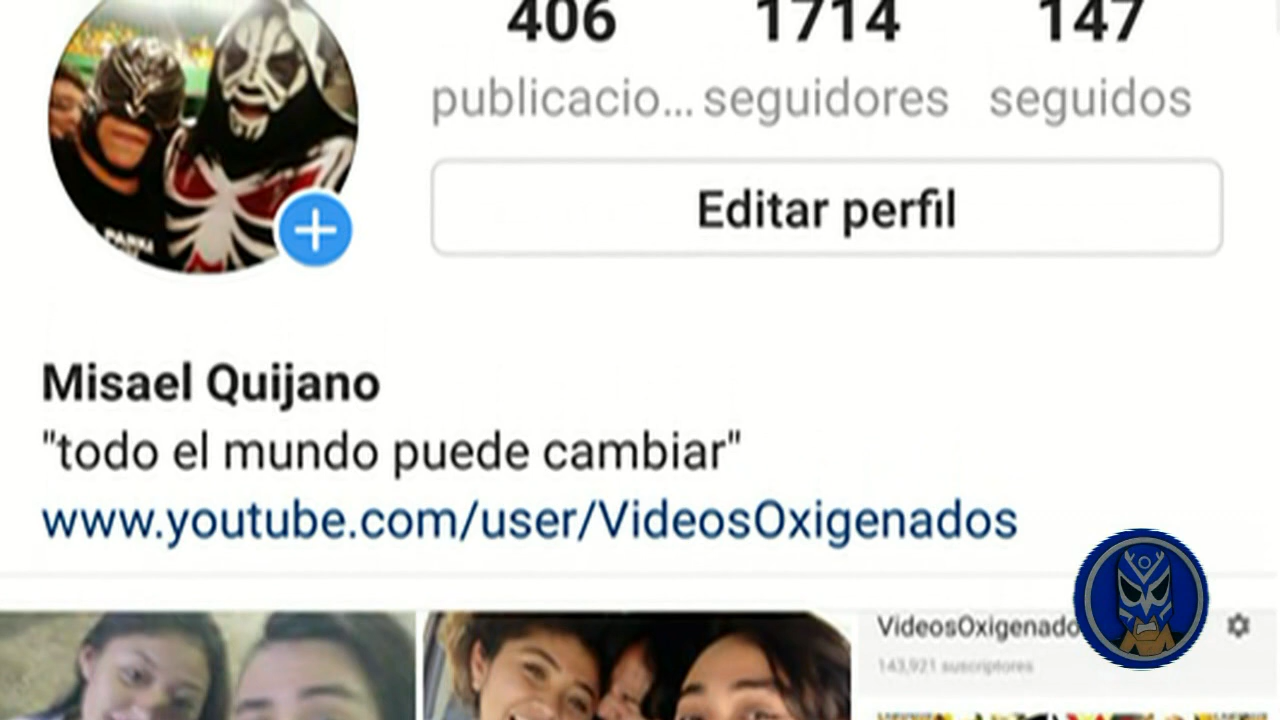 406 1714 147
publicacio... seguidores seguidos
Editar perfil
Misael Quijano
"todo el mundo puede cambiar"
www.youtube.com/user/VideosOxigenados
VideosOxigenado
143,921 suscriptores